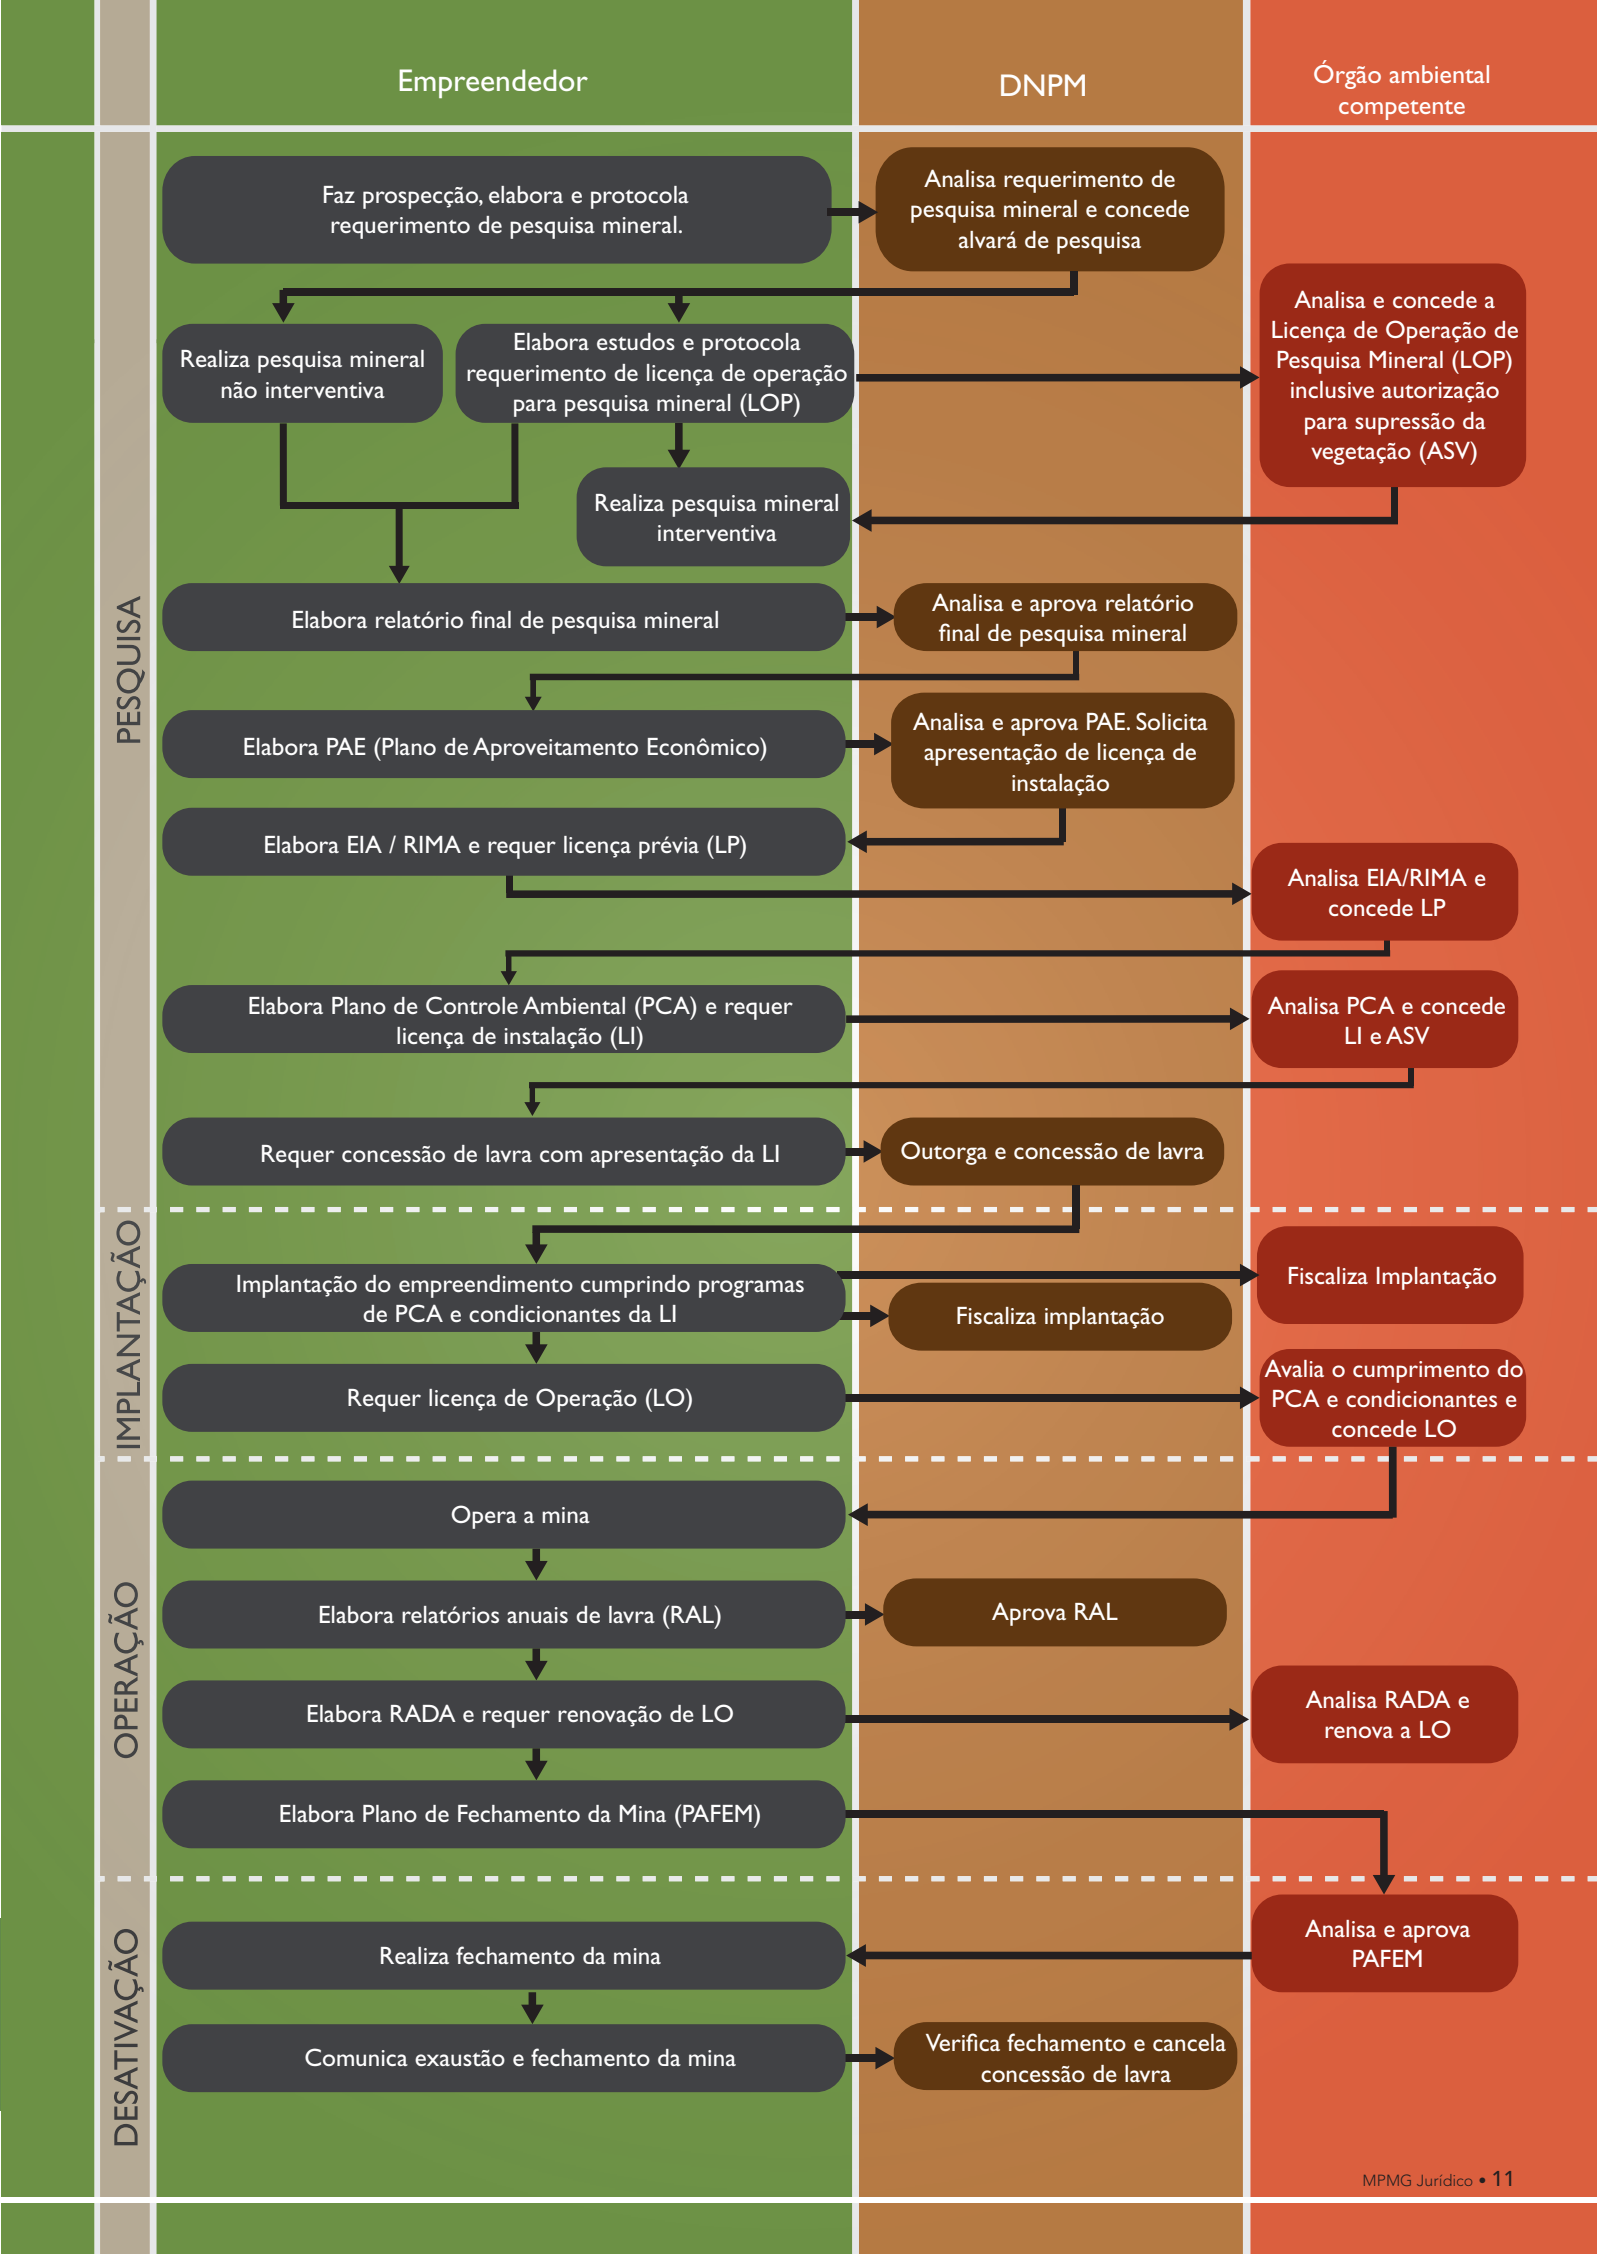 Empreendedor
DNPM
Órgão ambiental
competente
PESQUISA
Faz prospecção, elabora e protocola
requerimento de pesquisa mineral.
Analisa requerimento de
pesquisa mineral e concede
alvará de pesquisa
Realiza pesquisa mineral
não interventiva
Elabora estudos e protocola
requerimento de licença de operação
para pesquisa mineral (LOP)
Analisa e concede a
Licença de Operação de
Pesquisa Mineral (LOP)
inclusive autorização
para supressão da
vegetação (ASV)
Realiza pesquisa mineral
interventiva
Elabora relatório final de pesquisa mineral
Analisa e aprova relatório
final de pesquisa mineral
Elabora PAE (Plano de Aproveitamento Econômico)
Analisa e aprova PAE. Solicita
apresentação de licença de
instalação
Elabora EIA / RIMA e requer licença prévia (LP)
Analisa EIA/RIMA e
concede LP
Elabora Plano de Controle Ambiental (PCA) e requer
licença de instalação (LI)
Analisa PCA e concede
LI e ASV
Requer concessão de lavra com apresentação da LI
Outorga e concessão de lavra
IMPLANTAÇÃO
Implantação do empreendimento cumprindo programas
de PCA e condicionantes da LI
Fiscaliza implantação
Fiscaliza Implantação
Requer licença de Operação (LO)
Avalia o cumprimento do
PCA e condicionantes e
concede LO
OPERAÇÃO
Opera a mina
Elabora relatórios anuais de lavra (RAL)
Aprova RAL
Elabora RADA e requer renovação de LO
Analisa RADA e
renova a LO
Elabora Plano de Fechamento da Mina (PAFEM)
DESATIVAÇÃO
Analisa e aprova
PAFEM
Realiza fechamento da mina
Comunica exaustão e fechamento da mina
Verifica fechamento e cancela
concessão de lavra
MPMG Jurídico • 11